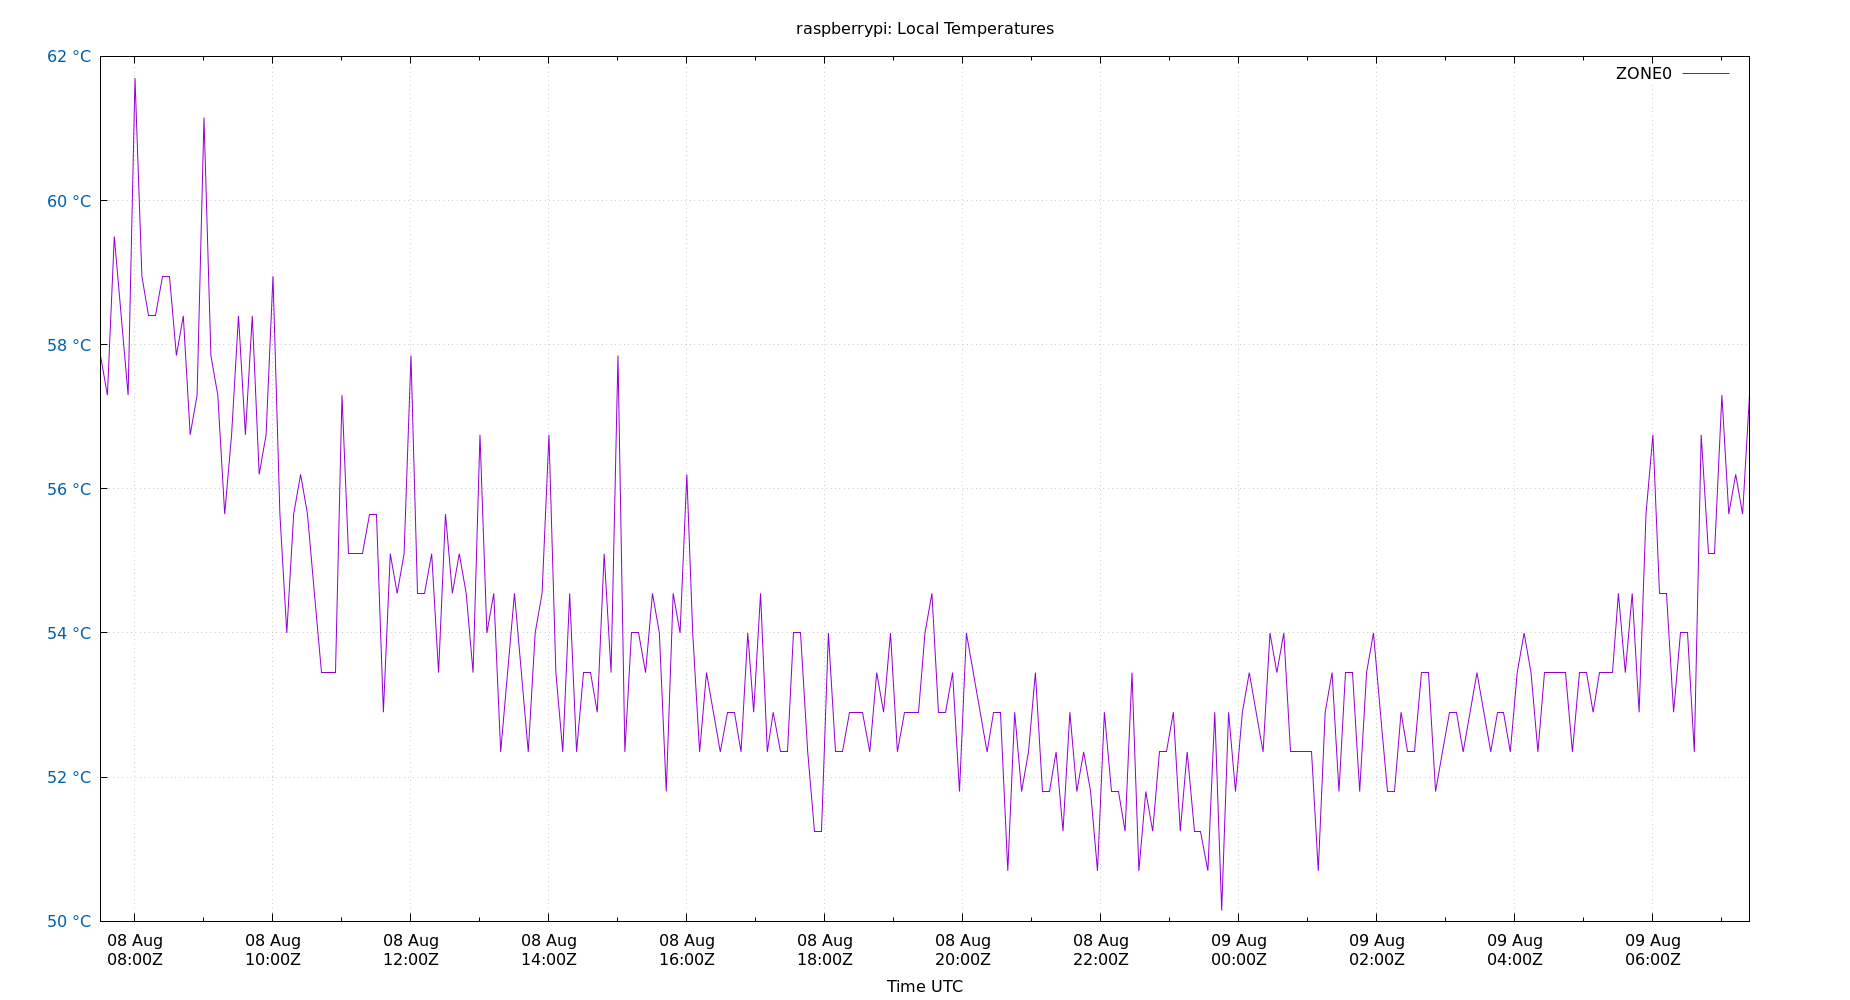 raspberrypi: Local Temperatures
62 °C
ZONE0
60 °C
58 °C
56 °C
54 °C
52 °C
50 °C
08 Aug 08 Aug 08 Aug 08 Aug 08 Aug 08 Aug 08 Aug 08 Aug 09 Aug 09 Aug 09 Aug 09 Aug
08:00Z 10:00Z 12:00Z 14:00Z 16:00Z 18:00Z 20:00Z 22:00Z 00:00Z 02:00Z 04:00Z 06:00Z
Time UTC